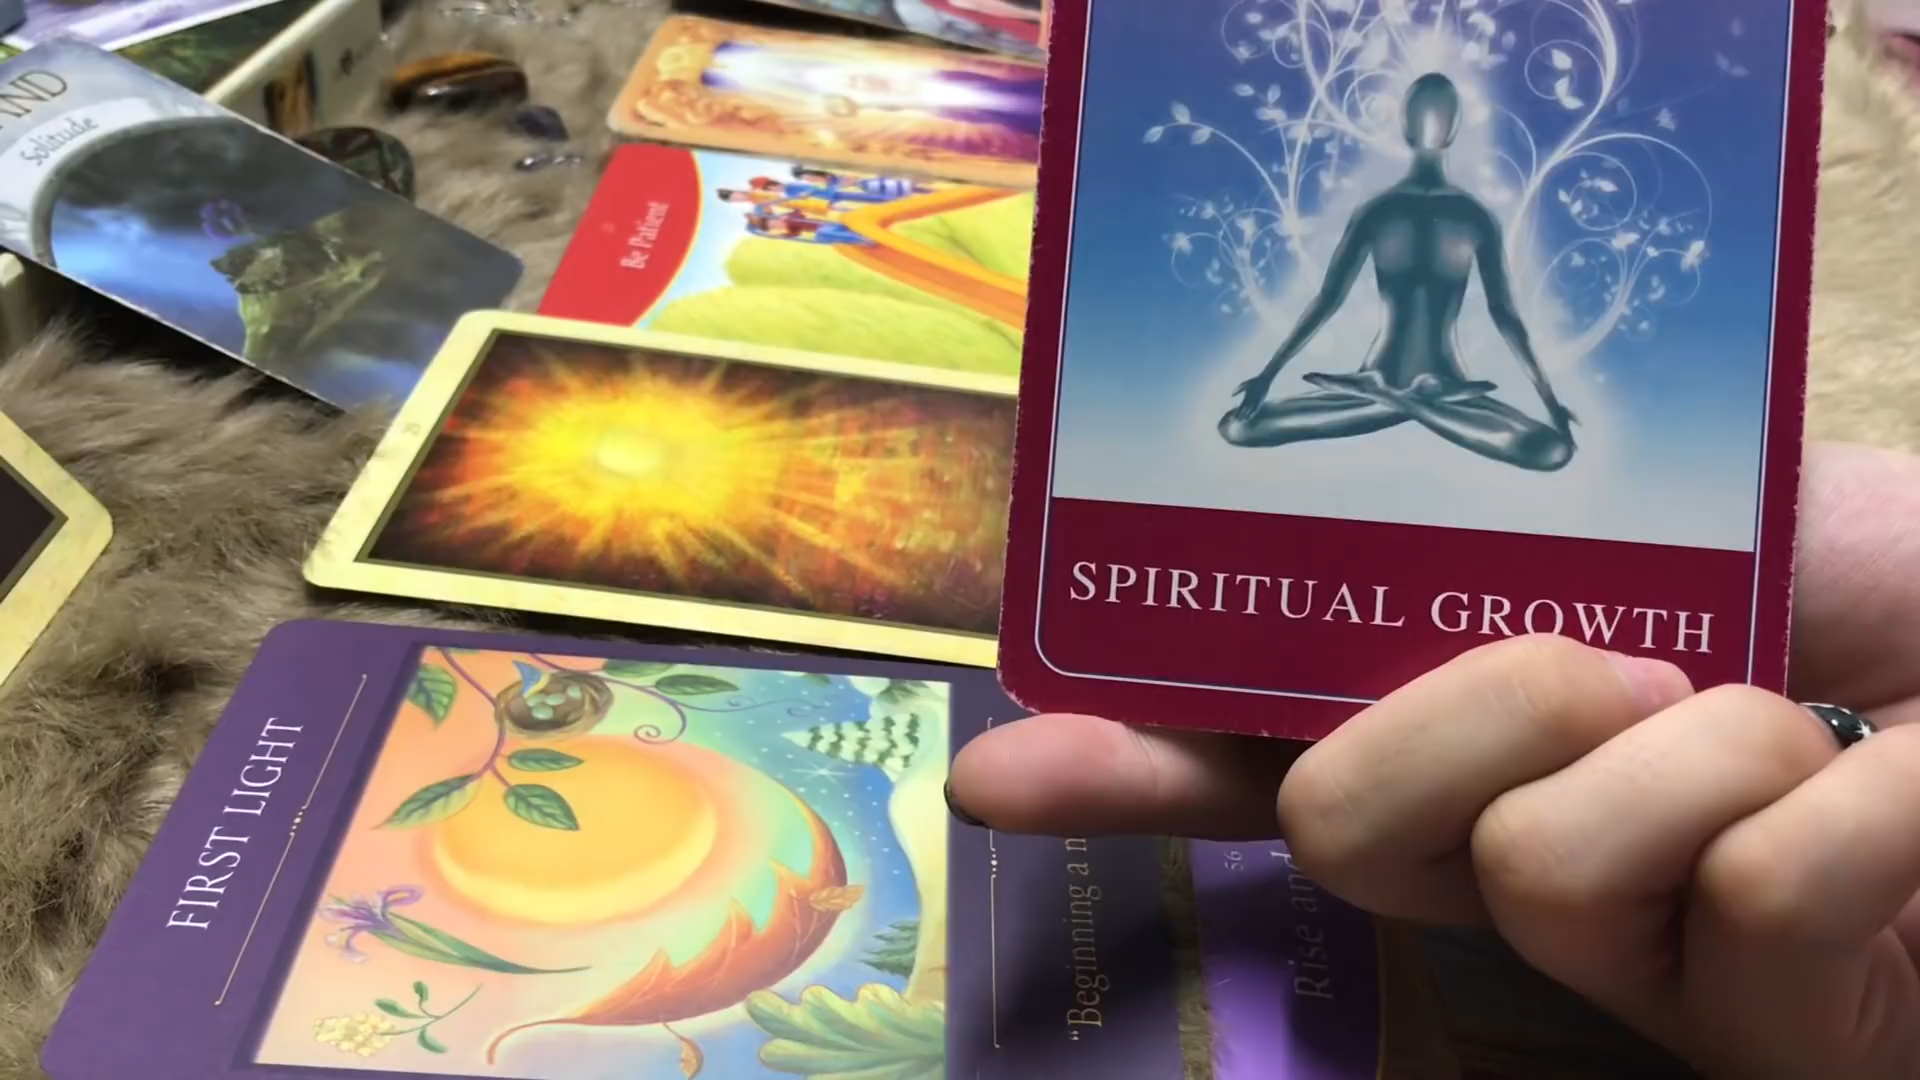 Solitude
Be Patient
SPIRITUAL GROWTH
FIRST LIGHT
"Beginning a
56
Rise and